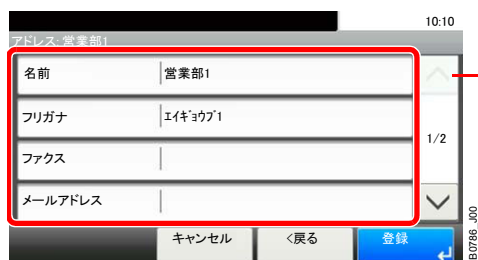 10:10
アドレス: 営業部1
名前 営業部1
フリガナ エイギョウブ1
1/2
ファクス
メールアドレス
キャンセル <戻る 登録
B0786_J00